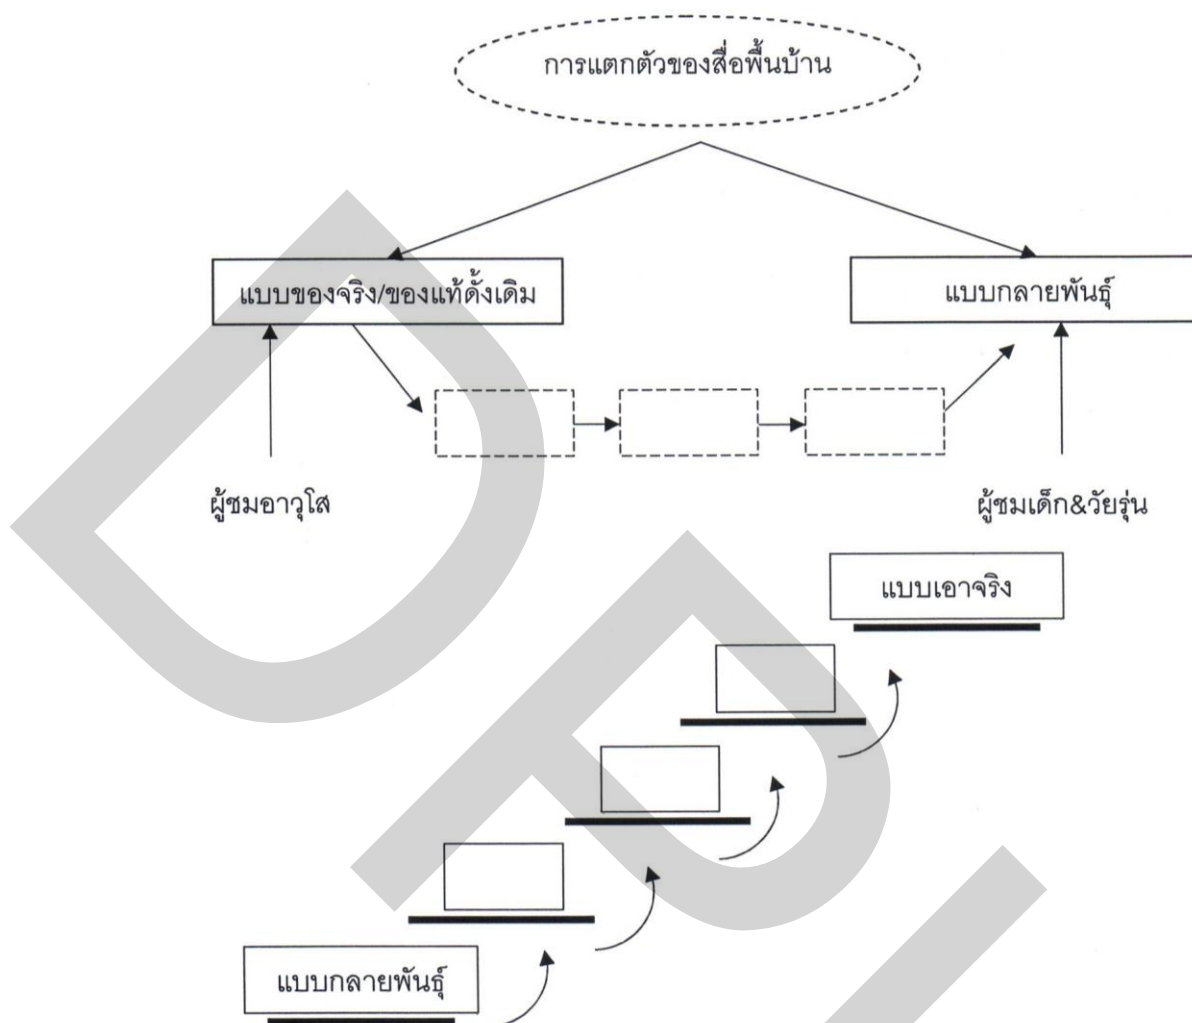 การแตกตัวของสื่อพื้นบ้าน
แบบของจริง/ของแท้ดั้งเดิม
แบบกลายพันธุ์
ผู้ชมอาวุโส
ผู้ชมเด็ก&วัยรุ่น
แบบเอาจริง
แบบกลายพันธุ์